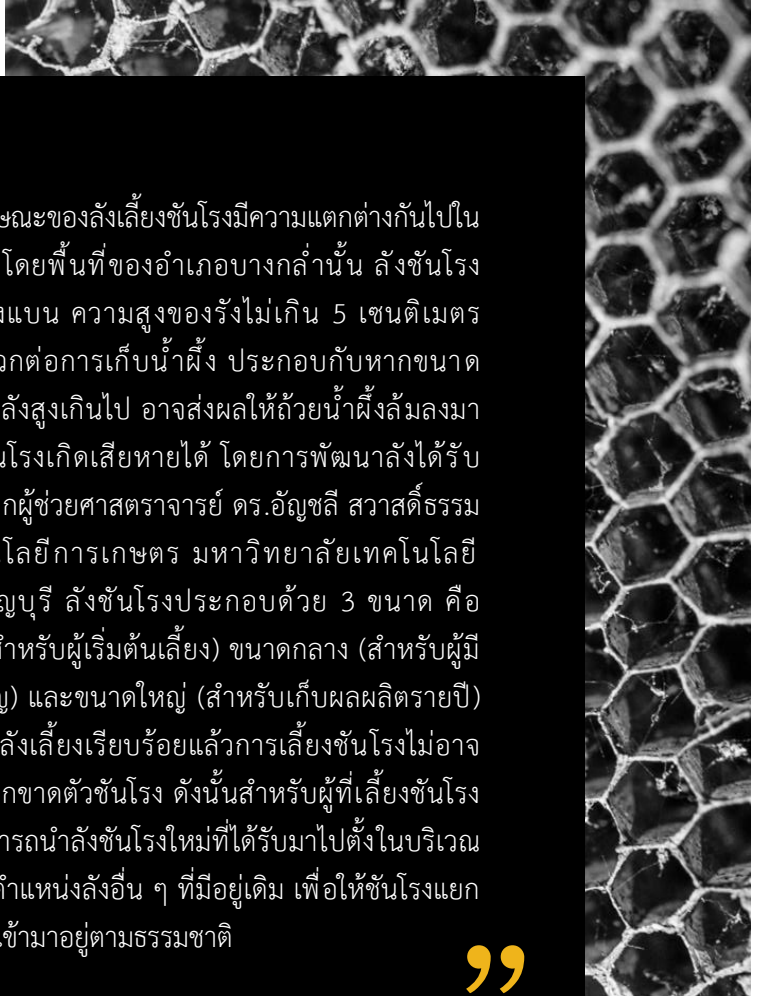 ษณะของลังเลี้ยงชันโรงมีความแตกต่างกันไปใน
โดยพื้นที่ของอำเภอบางกล่ำนั้น ลังชันโรง
งแบน ความสูงของรังไม่เกิน 5 เซนติเมตร
วกต่อการเก็บน้ำผึ้ง ประกอบกับหากขนาด
ลังสูงเกินไป อาจส่งผลให้ถ้วยน้ำผึ้งล้มลงมา
นโรงเกิดเสียหายได้ โดยการพัฒนาลังได้รับ
กผู้ช่วยศาสตราจารย์ ดร.อัญชลี สวาสดิ์ธรรม
โลยีการเกษตร มหาวิทยาลัยเทคโนโลยี
ญบุรี ลังชันโรงประกอบด้วย 3 ขนาด คือ
สำหรับผู้เริ่มต้นเลี้ยง) ขนาดกลาง (สำหรับผู้มี
ญ) และขนาดใหญ่ (สำหรับเก็บผลผลิตรายปี)
ลังเลี้ยงเรียบร้อยแล้วการเลี้ยงชันโรงไม่อาจ
กขาดตัวชันโรง ดังนั้นสำหรับผู้ที่เลี้ยงชันโรง
ารถนำลังชันโรงใหม่ที่ได้รับมาไปตั้งในบริเวณ
ตำแหน่งลังอื่น ๆ ที่มีอยู่เดิม เพื่อให้ชันโรงแยก
เข้ามาอยู่ตามธรรมชาติ
”